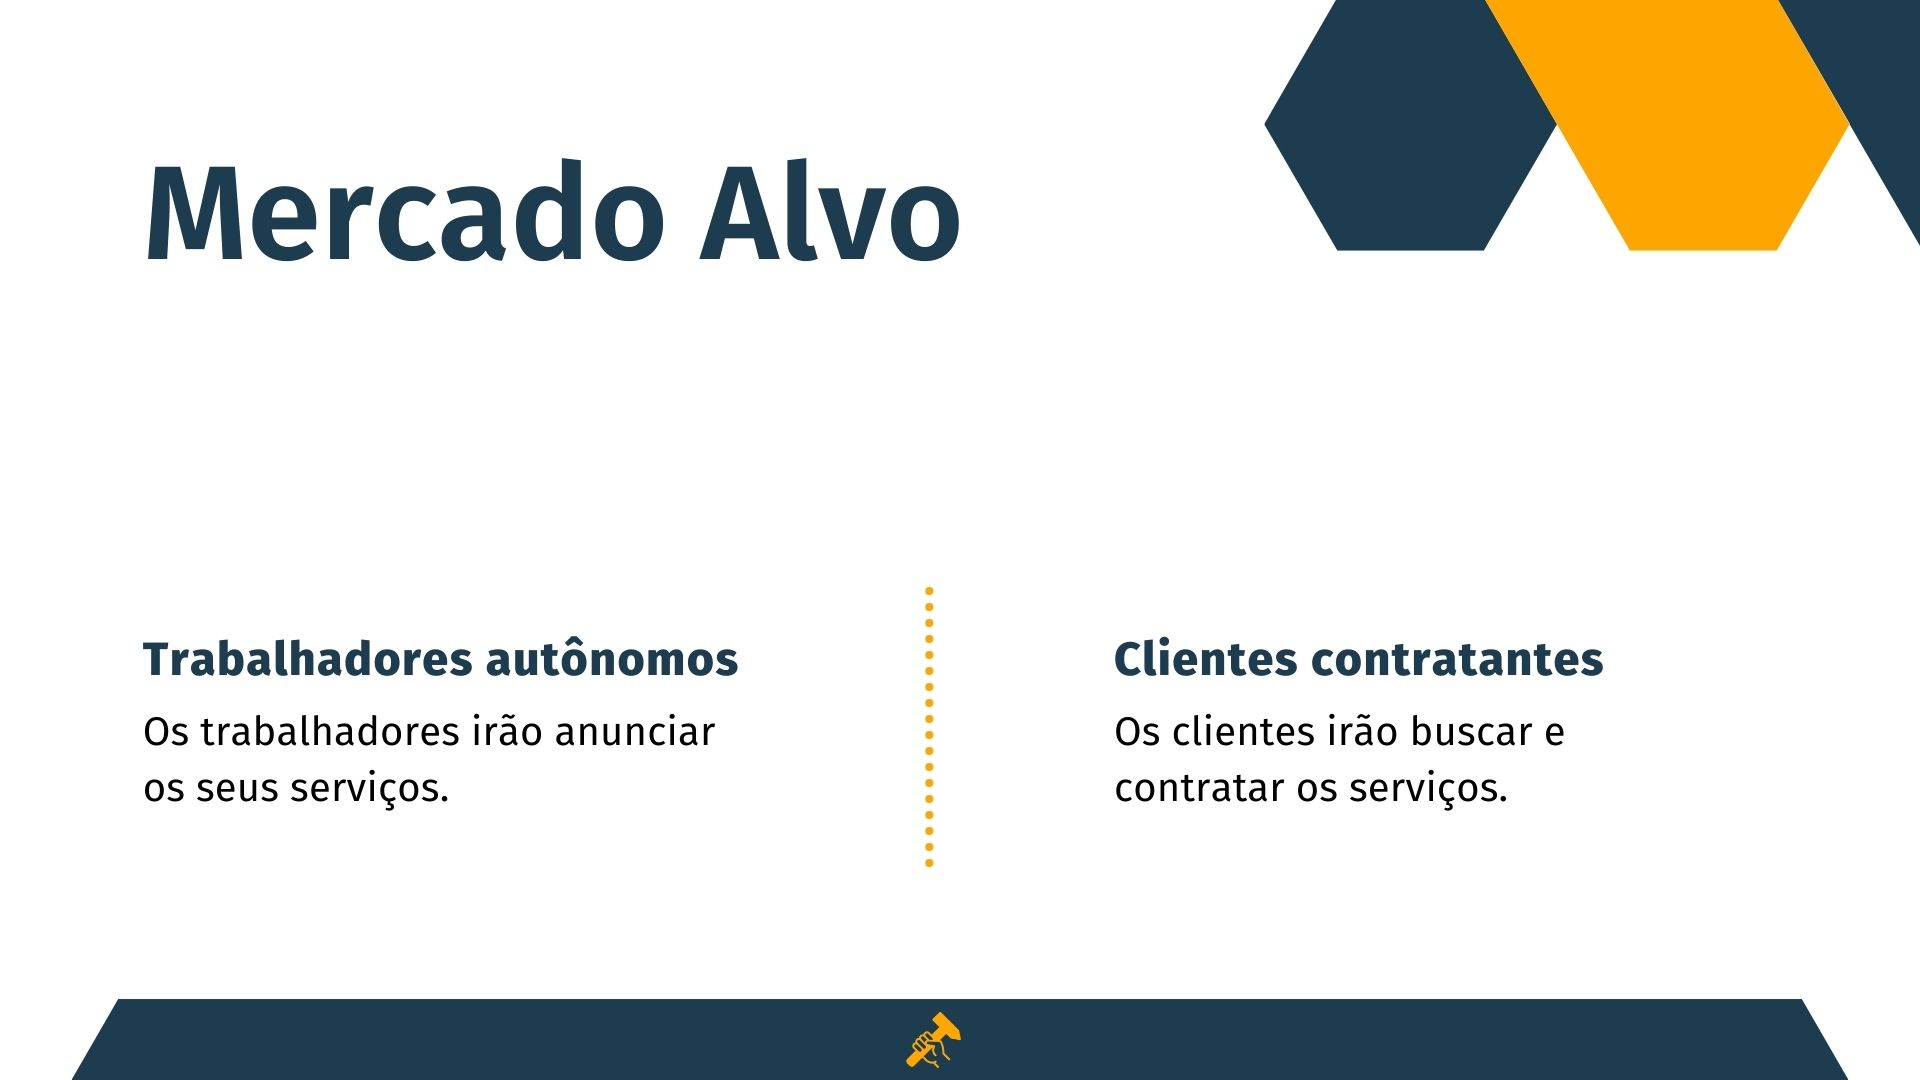 Mercado Alvo
Trabalhadores autônomos
Os trabalhadores irão anunciar
os seus serviços.
Clientes contratantes
Os clientes irão buscar e
contratar os serviços.